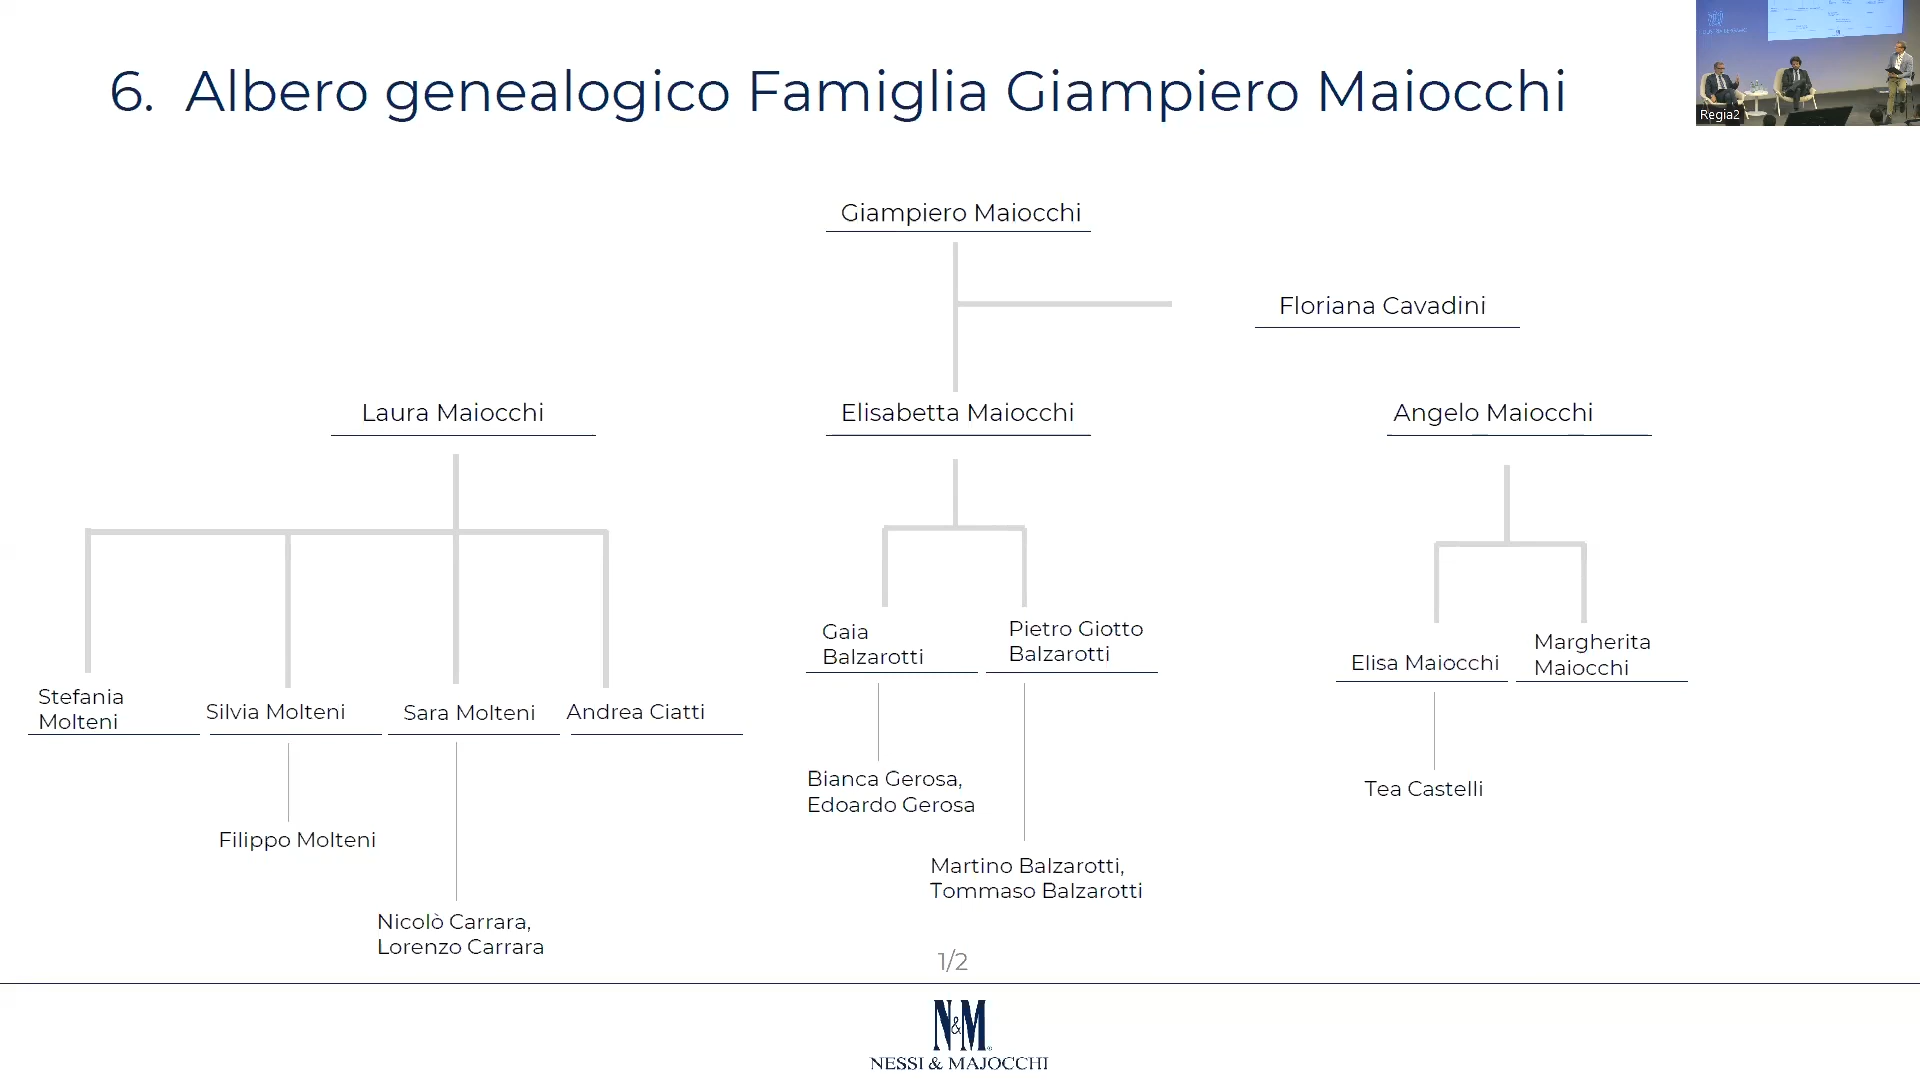 6. Albero genealogico Famiglia Giampiero Maiocchi
Regia2
Giampiero Maiocchi
Floriana Cavadini
Laura Maiocchi
Elisabetta Maiocchi
Angelo Maiocchi
Gaia
Balzarotti
Pietro Giotto
Balzarotti
Elisa Maiocchi
Margherita
Maiocchi
Stefania
Molteni
Silvia Molteni
Sara Molteni
Andrea Ciatti
Bianca Gerosa,
Edoardo Gerosa
Tea Castelli
Filippo Molteni
Martino Balzarotti,
Tommaso Balzarotti
Nicolò Carrara,
Lorenzo Carrara
1/2
N&M
NESSI & MAJOCCHI